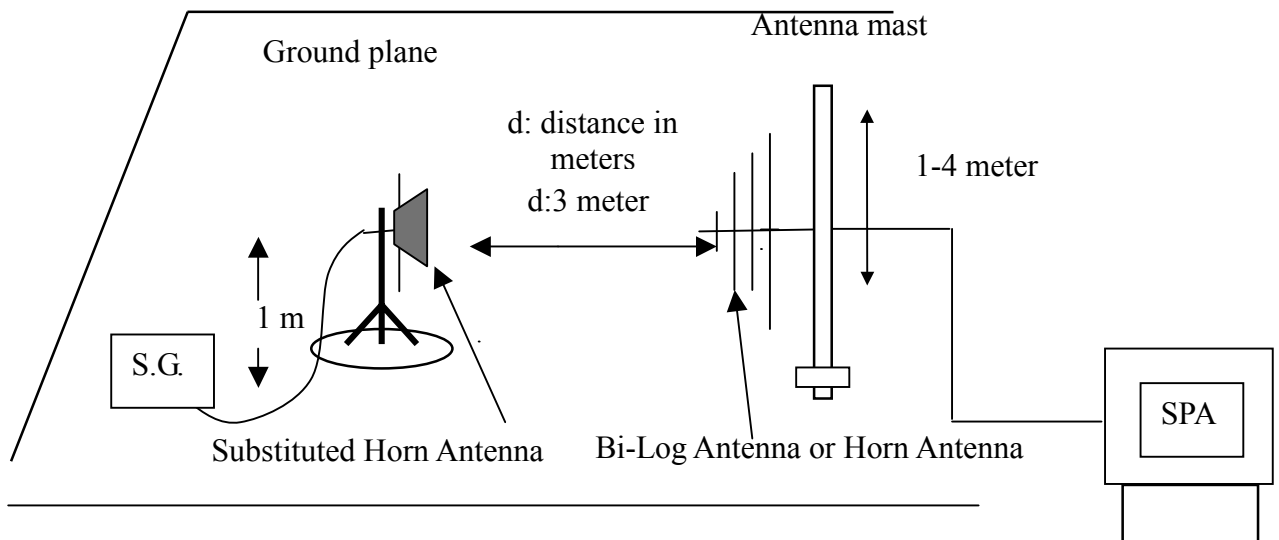 Antenna mast
Ground plane
d: distance in
meters
d:3 meter
1-4 meter
1 m
S.G.
SPA
Substituted Horn Antenna
Bi-Log Antenna or Horn Antenna